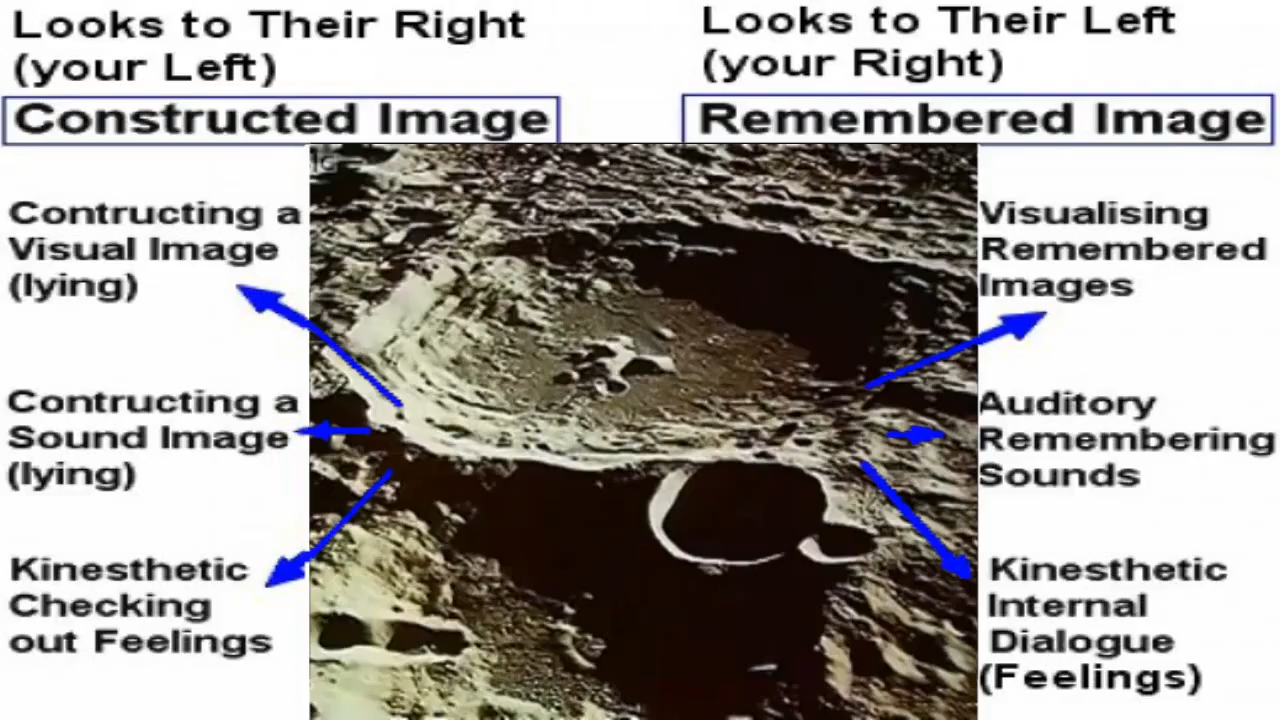 Looks to Their Right
(your Left)
Constructed Image
Looks to Their Left
(your Right)
Remembered Image
Contructing a
Visual Image
(lying)
Contructing a
Sound Image
(lying)
Kinesthetic
Checking
out Feelings
Visualising
Remembered
Images
Auditory
Remembering
Sounds
Kinesthetic
Internal
Dialogue
(Feelings)